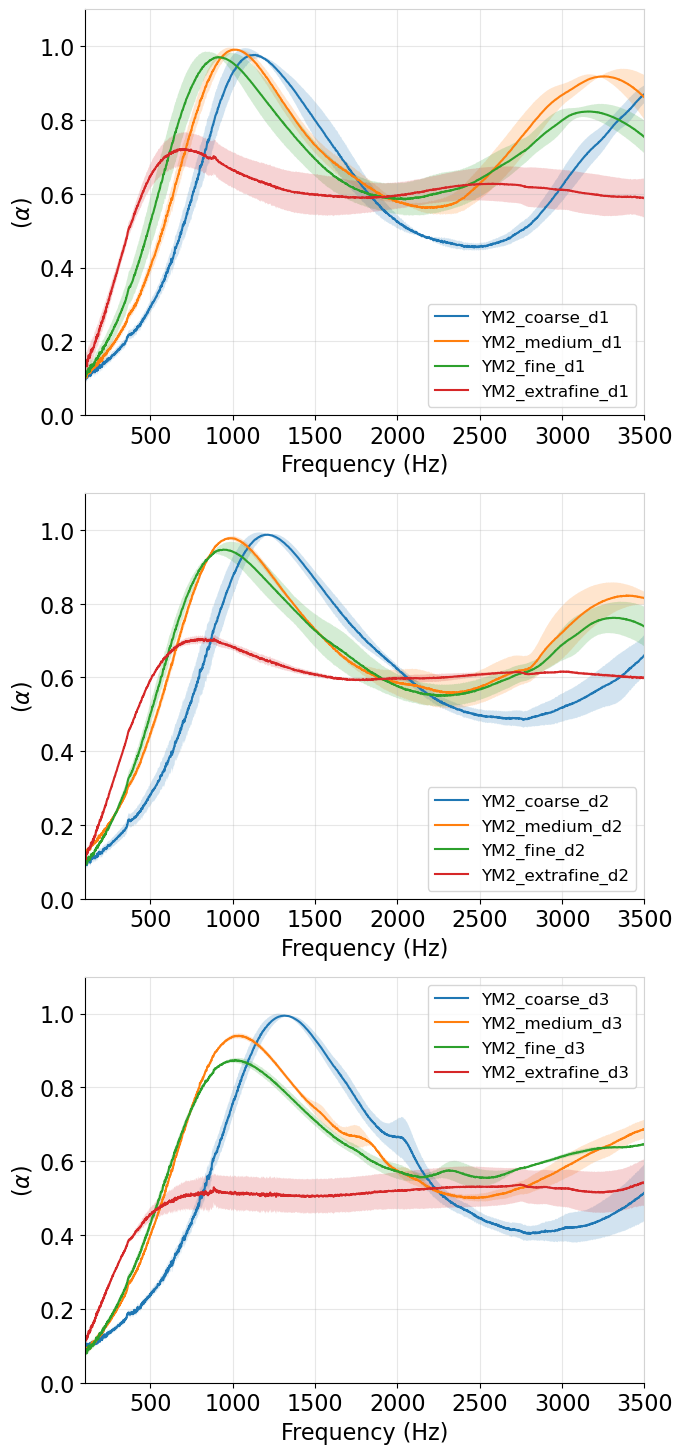 1.0
0.8
0.6
0.4
0.2
0.0
(α)
500 1000 1500 2000 2500 3000 3500
Frequency (Hz)
YM2_coarse_d1
YM2_medium_d1
YM2_fine_d1
YM2_extrafine_d1
1.0
0.8
0.6
0.4
0.2
0.0
(α)
500 1000 1500 2000 2500 3000 3500
Frequency (Hz)
YM2_coarse_d2
YM2_medium_d2
YM2_fine_d2
YM2_extrafine_d2
1.0
0.8
0.6
0.4
0.2
0.0
(α)
500 1000 1500 2000 2500 3000 3500
Frequency (Hz)
YM2_coarse_d3
YM2_medium_d3
YM2_fine_d3
YM2_extrafine_d3